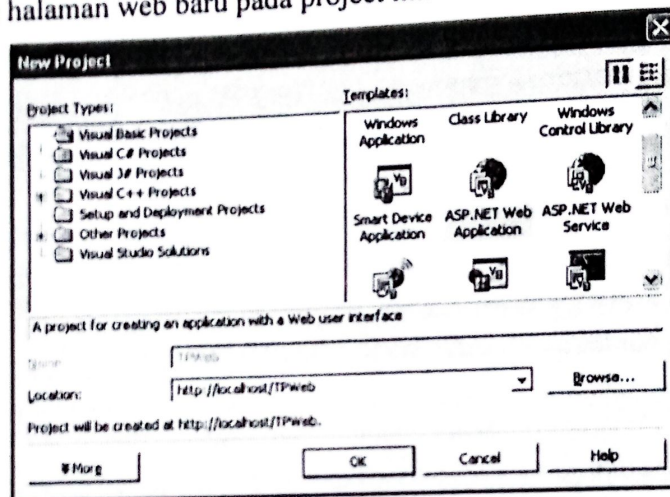 halaman web baru pada project
New Project
Project Types:
Templates:
Visual Basic Projects
Visual C# Projects
Visual J# Projects
Visual C++ Projects
Setup and Deployment Projects
Other Projects
Visual Studio Solutions
Windows Application
Class Library
Windows Control Library
Smart Device Application
ASP.NET Web Application
ASP.NET Web Service
A project for creating an application with a Web user interface
Name
TPWeb
Location:
http://localhost/TPWeb
Browse...
Project will be created at http://localhost/TPWeb.
More
OK
Cancel
Help